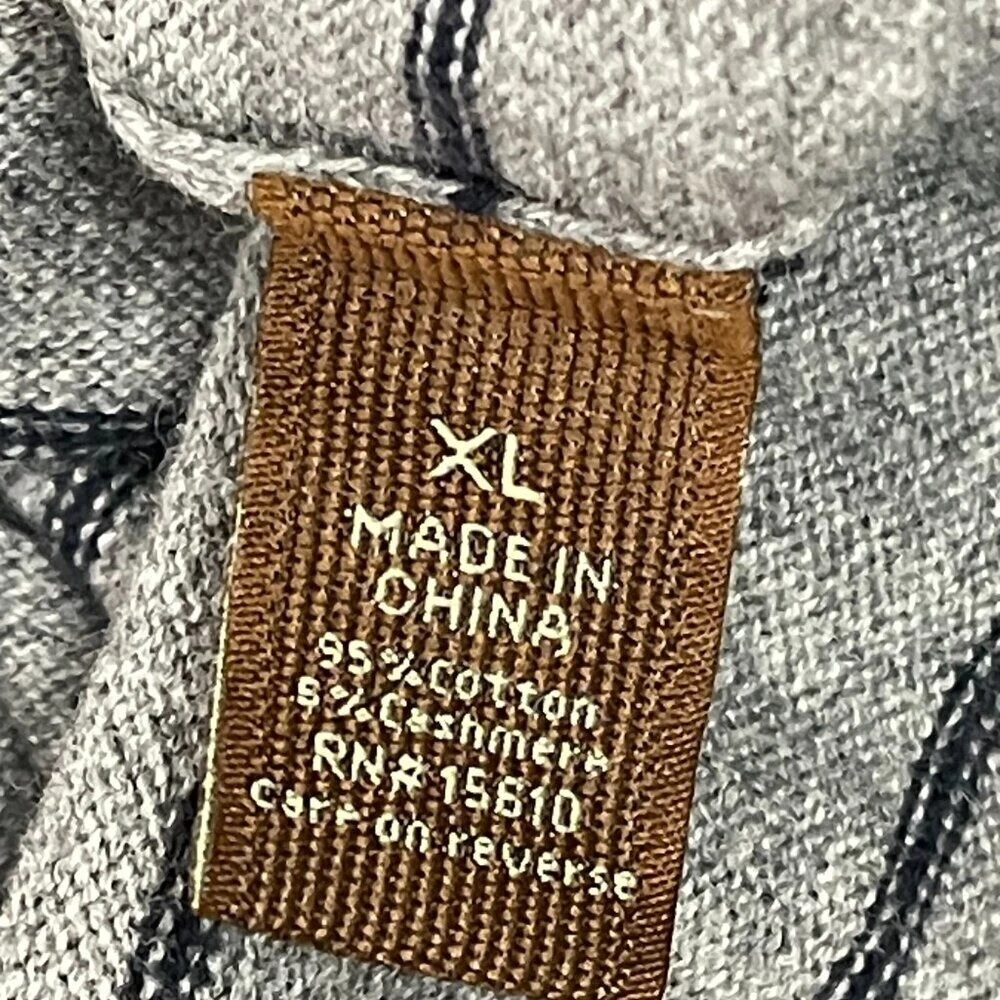 XL
MADE IN
CHINA
95%Cotton
5%Cashmere
RN# 15610
care on reverse